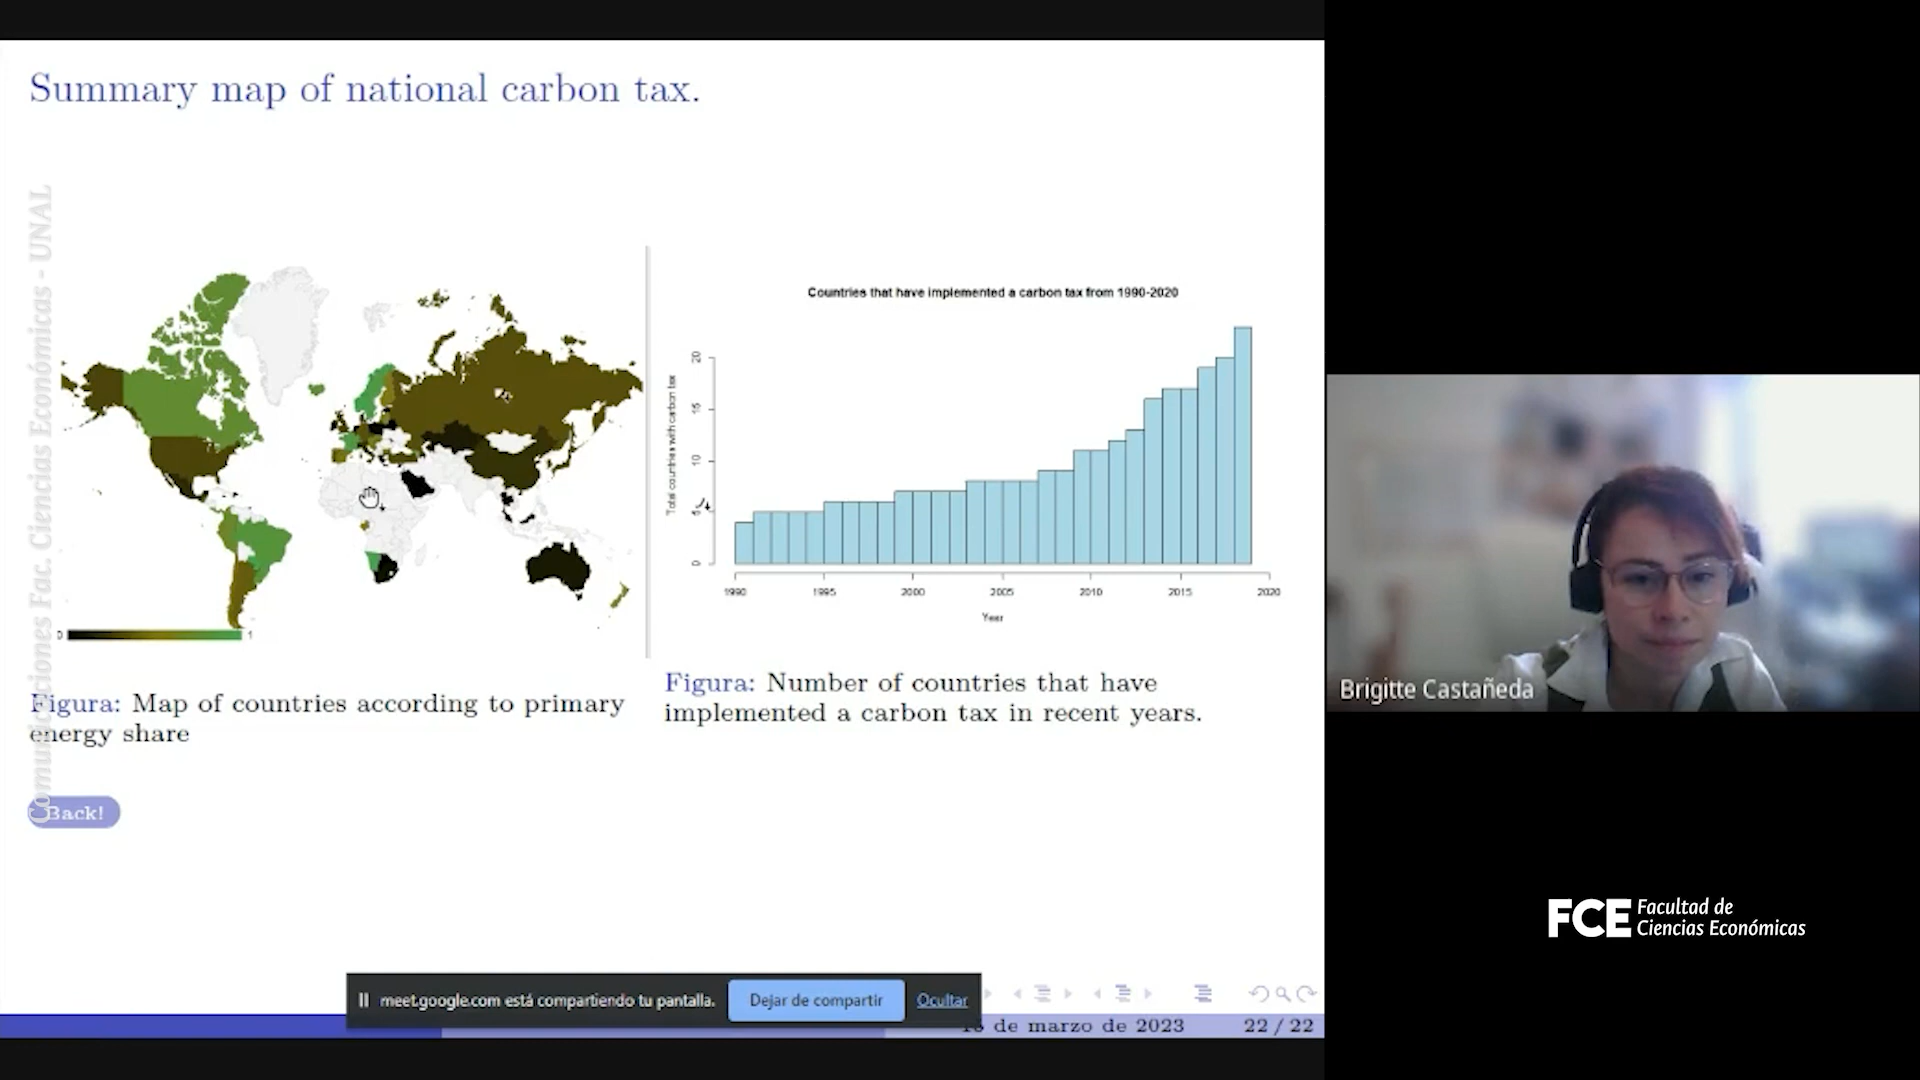 Summary map of national carbon tax.
Comunicaciones Fac. Ciencias Económicas - UNAL
0
1
Figura: Map of countries according to primary
energy share
Back!
Countries that have implemented a carbon tax from 1990-2020
Total countries with carbon tax
20
15
10
5
0
1990 1995 2000 2005 2010 2015 2020
Year
Figura: Number of countries that have
implemented a carbon tax in recent years.
meet.google.com está compartiendo tu pantalla. Dejar de compartir Ocultar
de marzo de 2023 22 / 22
Brigitte Castañeda
FCE Facultad de
Ciencias Económicas